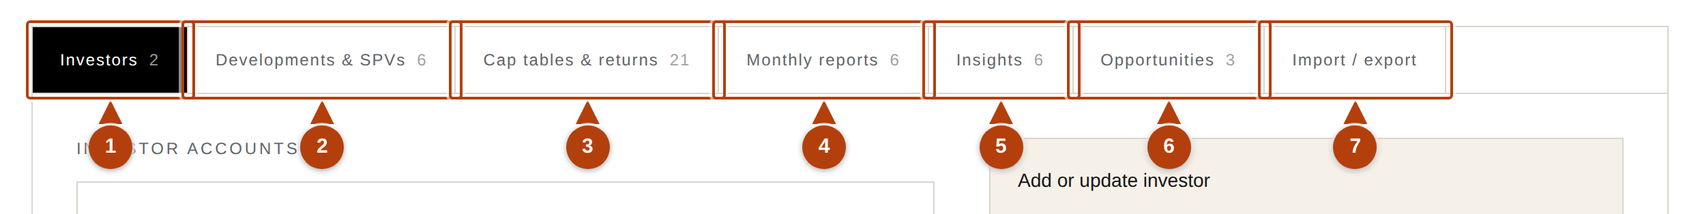 Investors 2 Developments & SPVs 6 Cap tables & returns 21 Monthly reports 6 Insights 6 Opportunities 3 Import / export
1 2 3 4 5 6 7
ACCOUNTS
Add or update investor